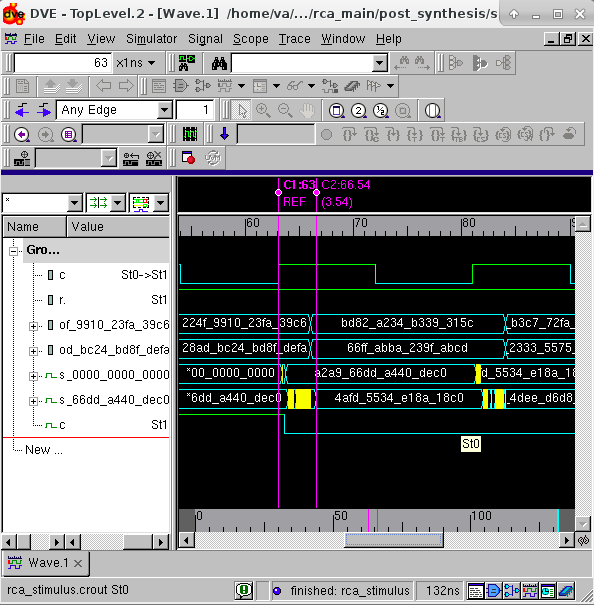 DVE - TopLevel.2 - [Wave.1] /home/va/.../rca_main/post_synthesis/s
File Edit View Simulator Signal Scope Trace Window Help
63 x1ns
Any Edge 1
C1:63 C2:66.54
REF (3.54)
*
Name Value
60 70 80
Gro...
c St0->St1
r. St1
of_9910_23fa_39c6 224f_9910_23fa_39c6 bd82_a234_b339_315c _b3c7_72fa_
od_bc24_bd8f_defa 28ad_bc24_bd8f_defa 66ff_abba_239f_abcd 2333_5575_
s_0000_0000_0000 *00_0000_0000 a2a9_66dd_a440_dec0 d_5534_e18a_18
s_66dd_a440_dec0 *6dd_a440_dec0 4afd_5534_e18a_18c0 _4dee_d6d8_
c St1
St0
New ...
0 50 100
Wave.1
rca_stimulus.crout St0 finished: rca_stimulus 132ns